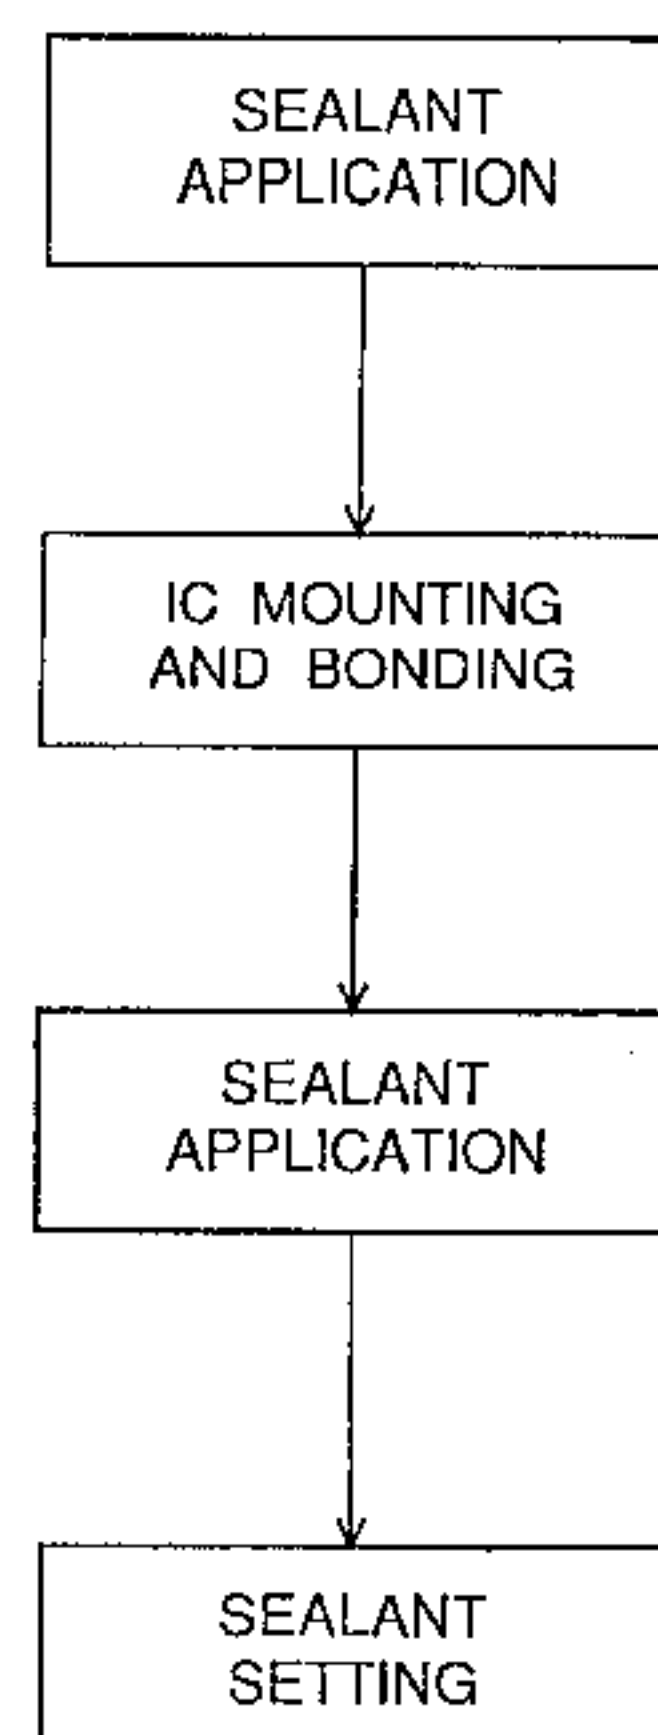 SEALANT
APPLICATION
IC MOUNTING
AND BONDING
SEALANT
APPLICATION
SEALANT
SETTING